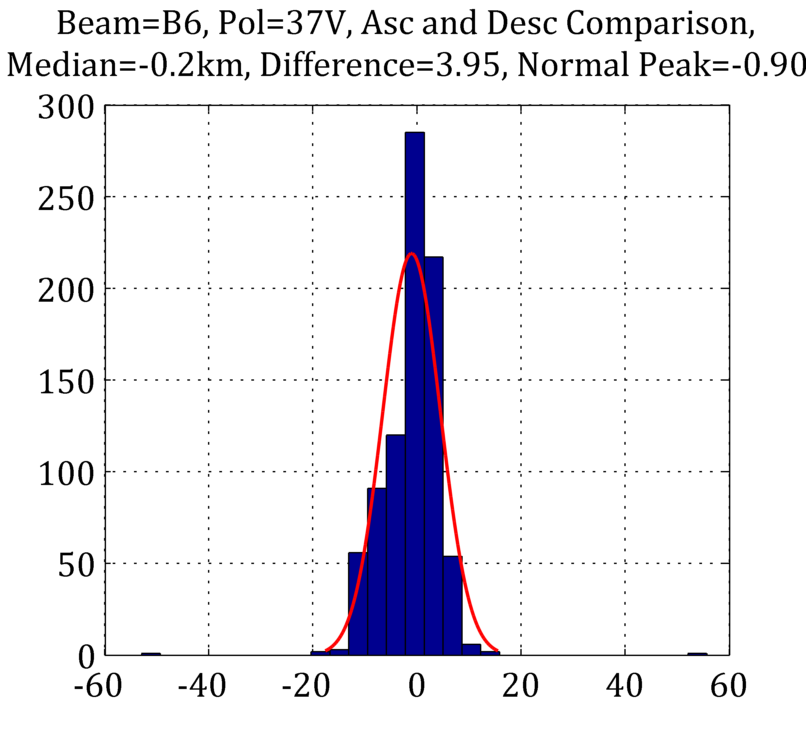 Beam=B6, Pol=37V, Asc and Desc Comparison,
Median=-0.2km, Difference=3.95, Normal Peak=-0.90
300
250
200
150
100
50
0
-60 -40 -20 0 20 40 60